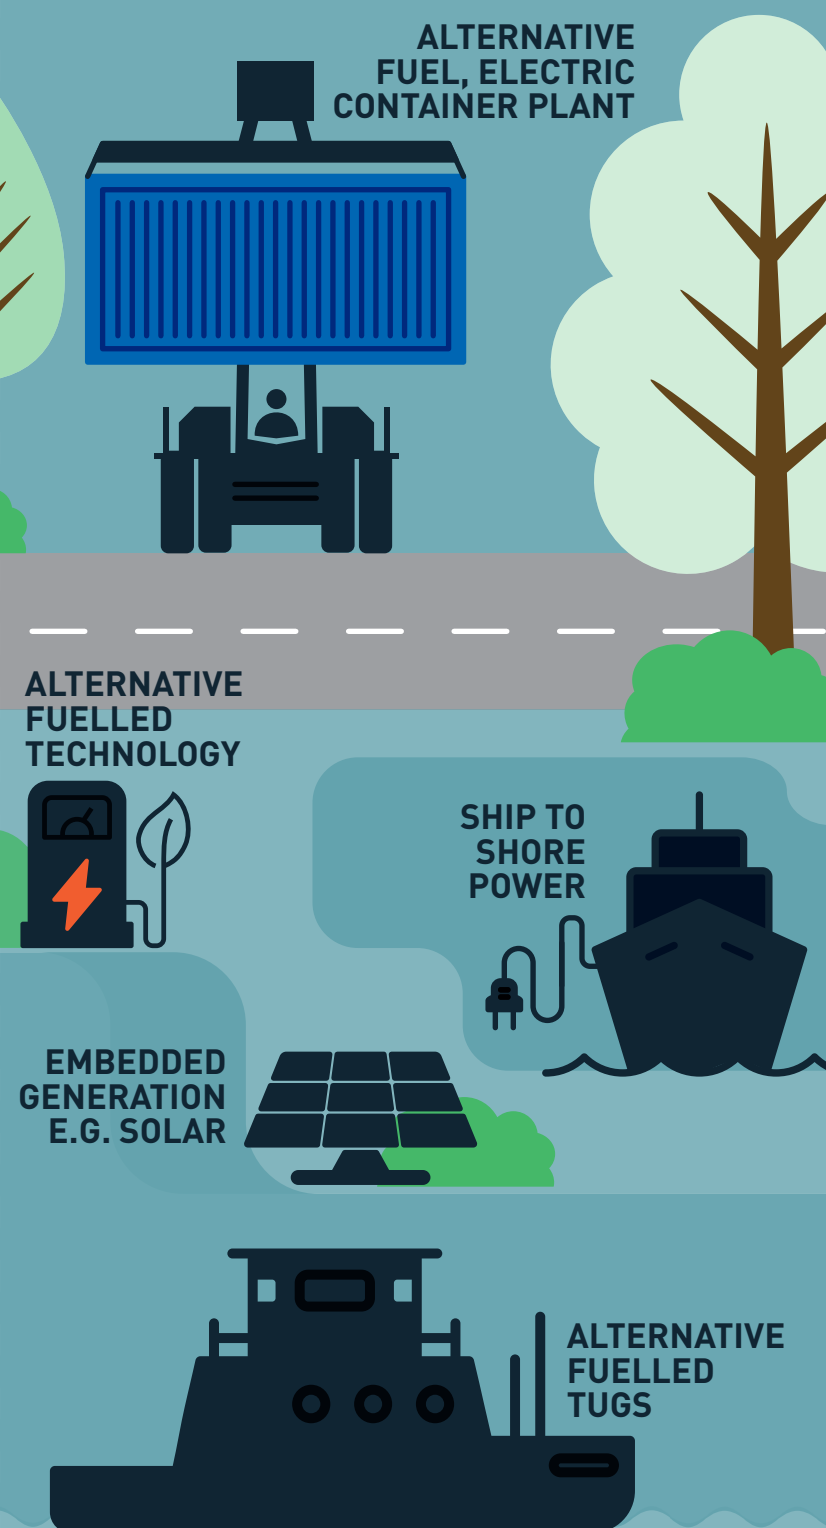 ALTERNATIVE
FUEL, ELECTRIC
CONTAINER PLANT
ALTERNATIVE
FUELLED
TECHNOLOGY
SHIP TO
SHORE
POWER
EMBEDDED
GENERATION
E.G. SOLAR
ALTERNATIVE
FUELLED
TUGS